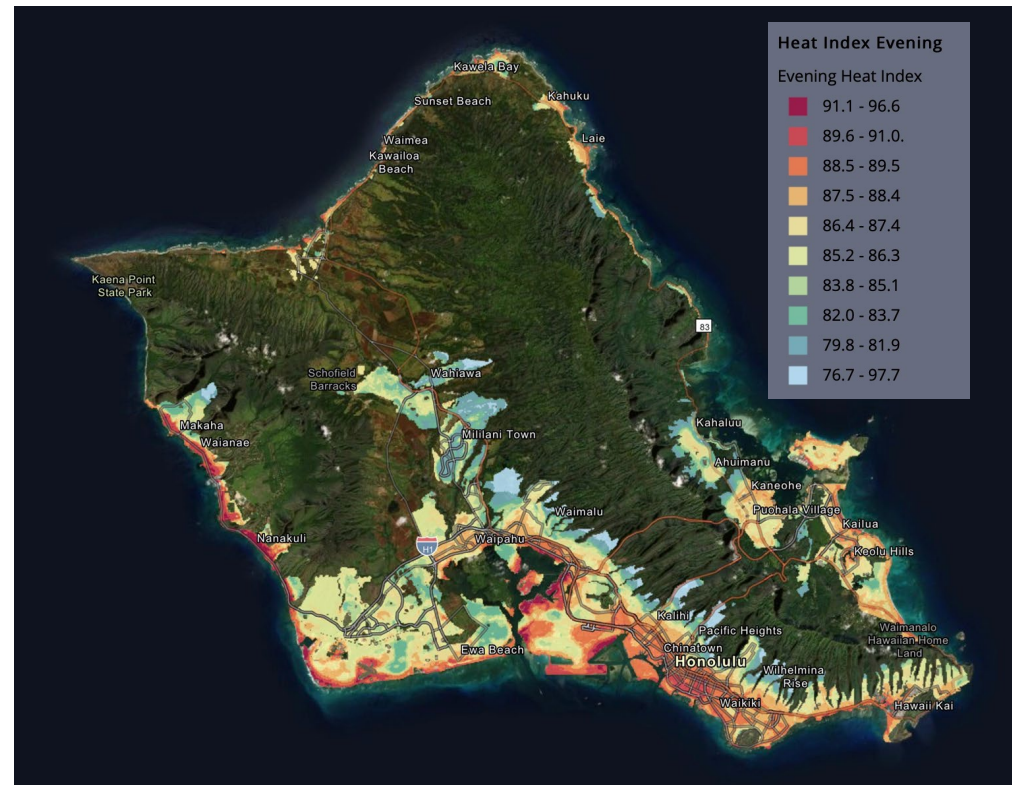 Heat Index Evening
Evening Heat Index
91.1 - 96.6
89.6 - 91.0.
88.5 - 89.5
87.5 - 88.4
86.4 - 87.4
85.2 - 86.3
83.8 - 85.1
82.0 - 83.7
79.8 - 81.9
76.7 - 97.7
Kawela Bay
Kahuku
Sunset Beach
Laie
Waimea
Kawailoa
Beach
Kaena Point
State Park
83
Schofield
Barracks
Wahiawa
Makaha
Waianae
Mililani Town
Kahaluu
Ahuimanu
Kaneohe
Puohala Village
Kailua
Keolu Hills
Waimalu
Waipahu
H1
Nanakuli
Kalihi
Pacific Heights
Chinatown
Honolulu
Waimanalo
Hawaiian Home
Land
Ewa Beach
Wilhelmina
Rise
Waikiki
Hawaii Kai